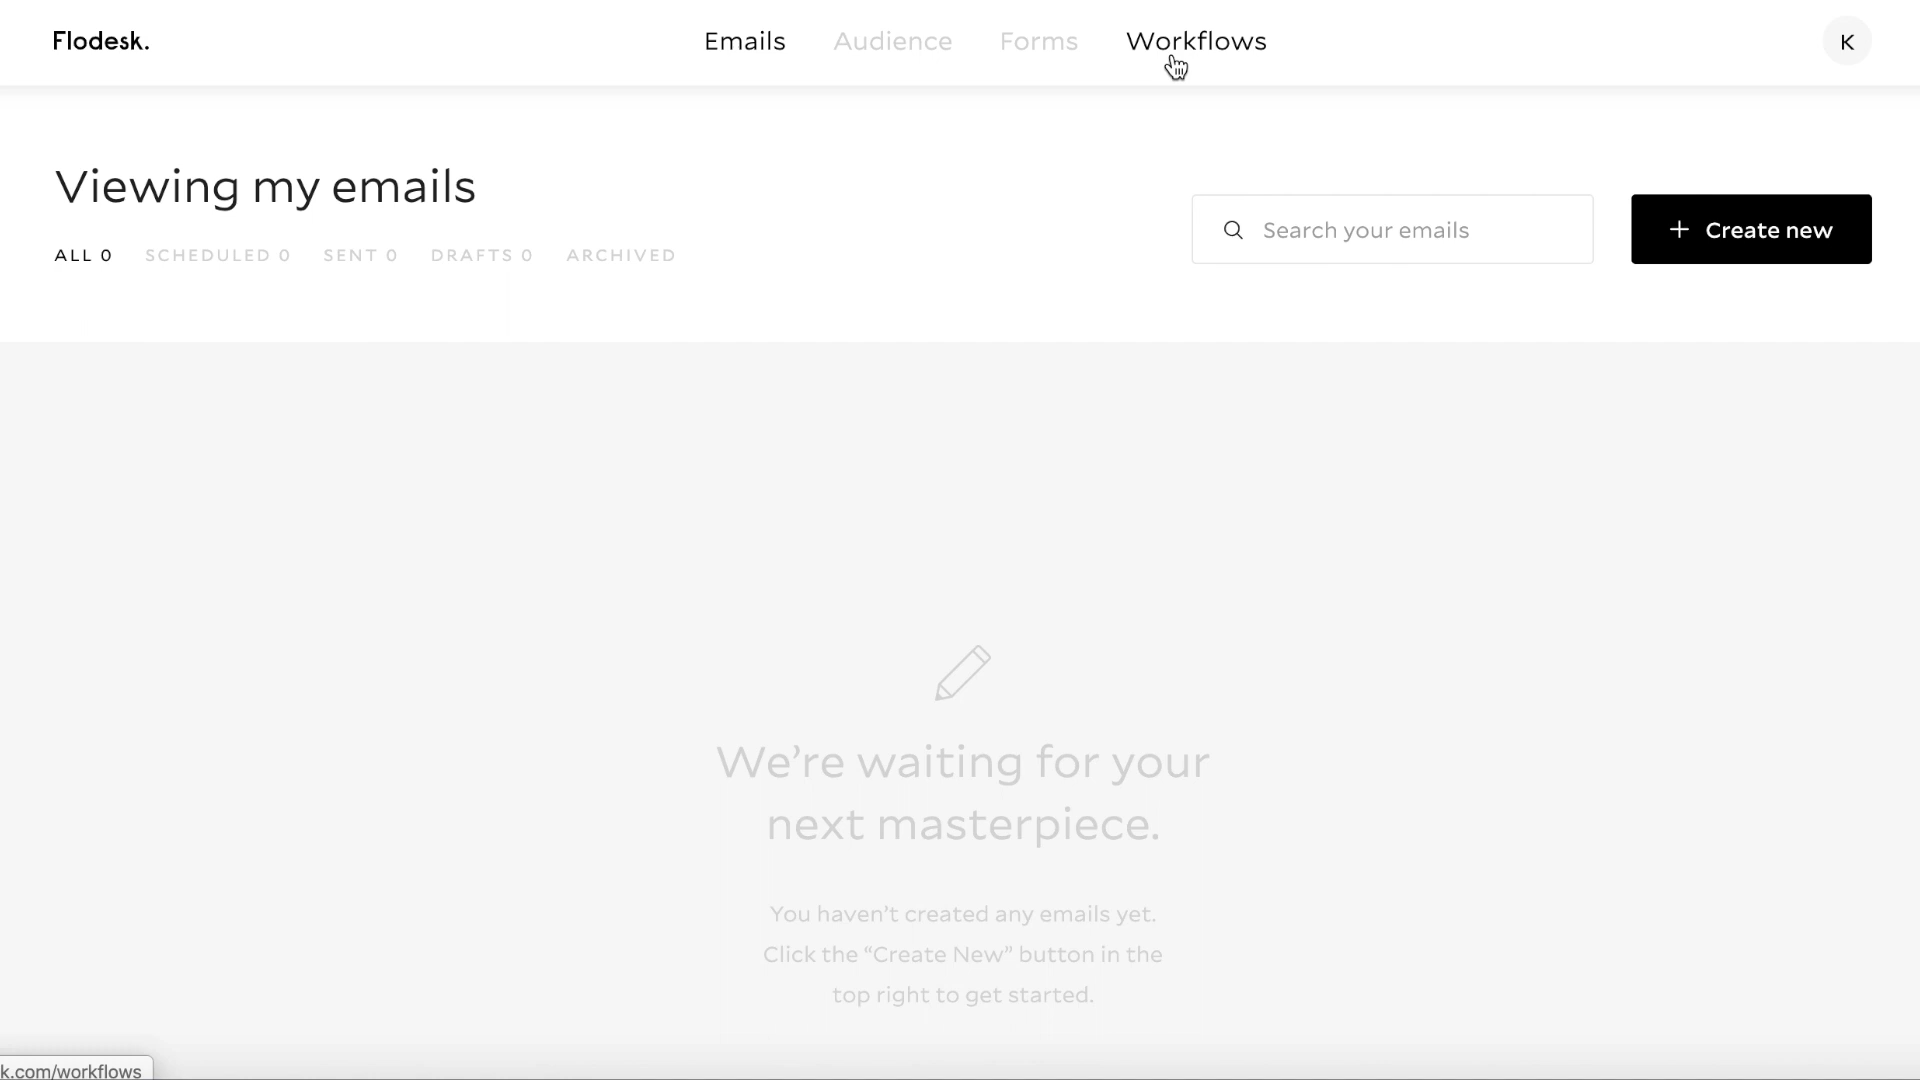 Flodesk.
Emails
Audience
Forms
Workflows
K
Viewing my emails
ALL 0
SCHEDULED 0
SENT 0
DRAFTS 0
ARCHIVED
Search your emails
+ Create new
We’re waiting for your
next masterpiece.
You haven’t created any emails yet.
Click the “Create New” button in the
top right to get started.
k.com/workflows